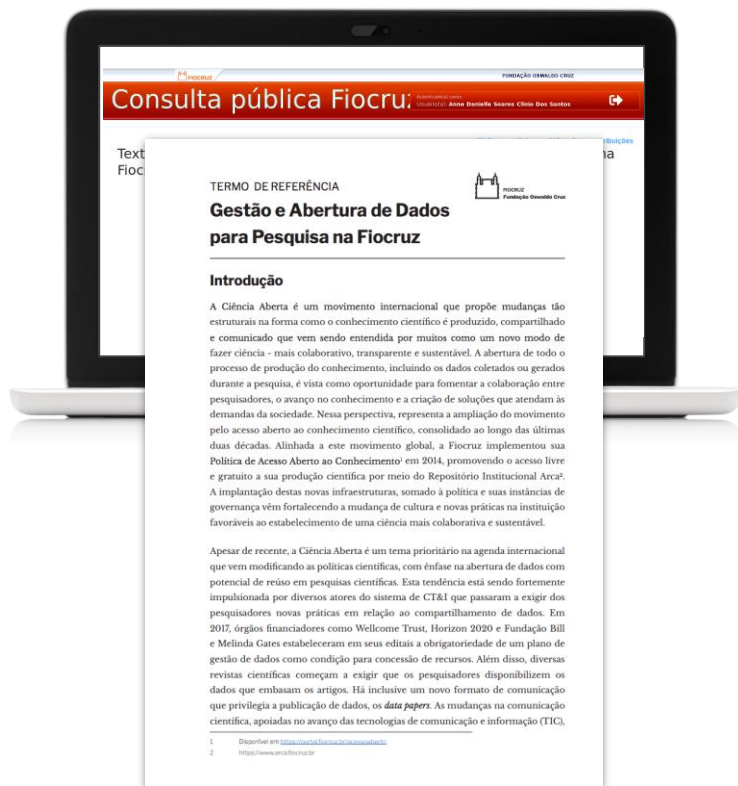 FIOCRUZ
FUNDAÇÃO OSWALDO CRUZ
Consulta pública Fiocruz
Usuário(a): Anne Danielle Soares Clinio Dos Santos
Text
Fioc
na
TERMO DE REFERÊNCIA
FIOCRUZ
Fundação Oswaldo Cruz
Gestão e Abertura de Dados
para Pesquisa na Fiocruz
Introdução
A Ciência Aberta é um movimento internacional que propõe mudanças tão
estruturais na forma como o conhecimento científico é produzido, compartilhado
e comunicado que vem sendo entendida por muitos como um novo modo de
fazer ciência - mais colaborativo, transparente e sustentável. A abertura de todo o
processo de produção do conhecimento, incluindo os dados coletados ou gerados
durante a pesquisa, é vista como oportunidade para fomentar a colaboração entre
pesquisadores, o avanço no conhecimento e a criação de soluções que atendam às
demandas da sociedade. Nessa perspectiva, representa a ampliação do movimento
pelo acesso aberto ao conhecimento científico, consolidado ao longo das últimas
duas décadas. Alinhada a este movimento global, a Fiocruz implementou sua
Política de Acesso Aberto ao Conhecimento¹ em 2014, promovendo o acesso livre
e gratuito a sua produção científica por meio do Repositório Institucional Arca².
A implantação destas novas infraestruturas, somado à política e suas instâncias de
governança vêm fortalecendo a mudança de cultura e novas práticas na instituição
favoráveis ao estabelecimento de uma ciência mais colaborativa e sustentável.
Apesar de recente, a Ciência Aberta é um tema prioritário na agenda internacional
que vem modificando as políticas científicas, com ênfase na abertura de dados com
potencial de reúso em pesquisas científicas. Esta tendência está sendo fortemente
impulsionada por diversos atores do sistema de CT&I que passaram a exigir dos
pesquisadores novas práticas em relação ao compartilhamento de dados. Em
2017, órgãos financiadores como Wellcome Trust, Horizon 2020 e Fundação Bill
e Melinda Gates estabeleceram em seus editais a obrigatoriedade de um plano de
gestão de dados como condição para concessão de recursos. Além disso, diversas
revistas científicas começam a exigir que os pesquisadores disponibilizem os
dados que embasam os artigos. Há inclusive um novo formato de comunicação
que privilegia a publicação de dados, os data papers. As mudanças na comunicação
científica, apoiadas no avanço das tecnologias de comunicação e informação (TIC),
1 Disponível em https://portal.fiocruz.br/acessoaberto
2 https://www.arca.fiocruz.br